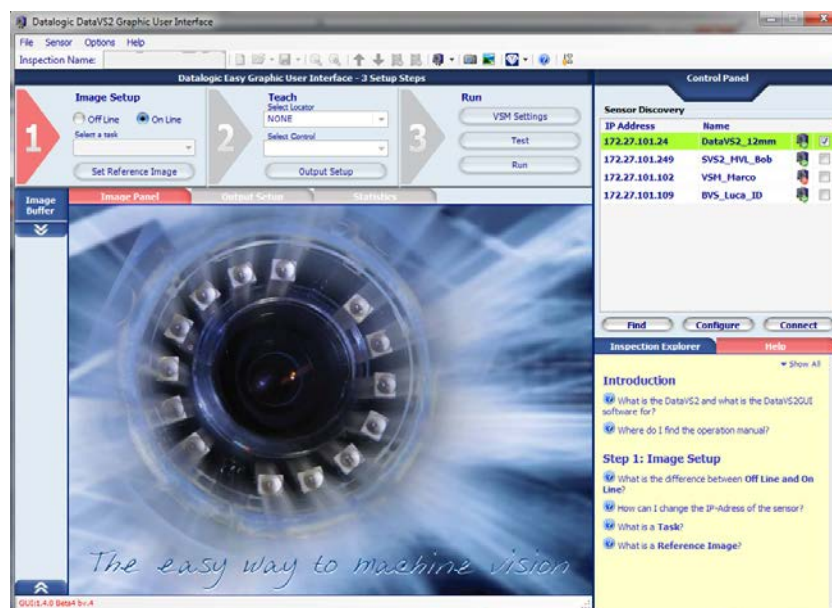 Datalogic DataVS2 Graphic User Interface
File Sensor Options Help
Inspection Name:
Datalogic Easy Graphic User Interface - 3 Setup Steps
1
Image Setup
Off Line On Line
Select a task
Set Reference Image
2
Teach
Select Locator
NONE
Select Control
Output Setup
3
Run
VSM Settings
Test
Run
Control Panel
Sensor Discovery
IP Address Name
172.27.101.24 DataVS2_12mm
172.27.101.249 SVS2_MVL_Bob
172.27.101.102 VSM_Marco
172.27.101.109 BVS_Luca_ID
Find Configure Connect
Image Buffer
Image Panel Output Setup Statistics
The easy way to machine vision
Inspection Explorer Help
Show All
Introduction
What is the DataVS2 and what is the DataVS2GUI
software for?
Where do I find the operation manual?
Step 1: Image Setup
What is the difference between Off Line and On
Line?
How can I change the IP-Adress of the sensor?
What is a Task?
What is a Reference Image?